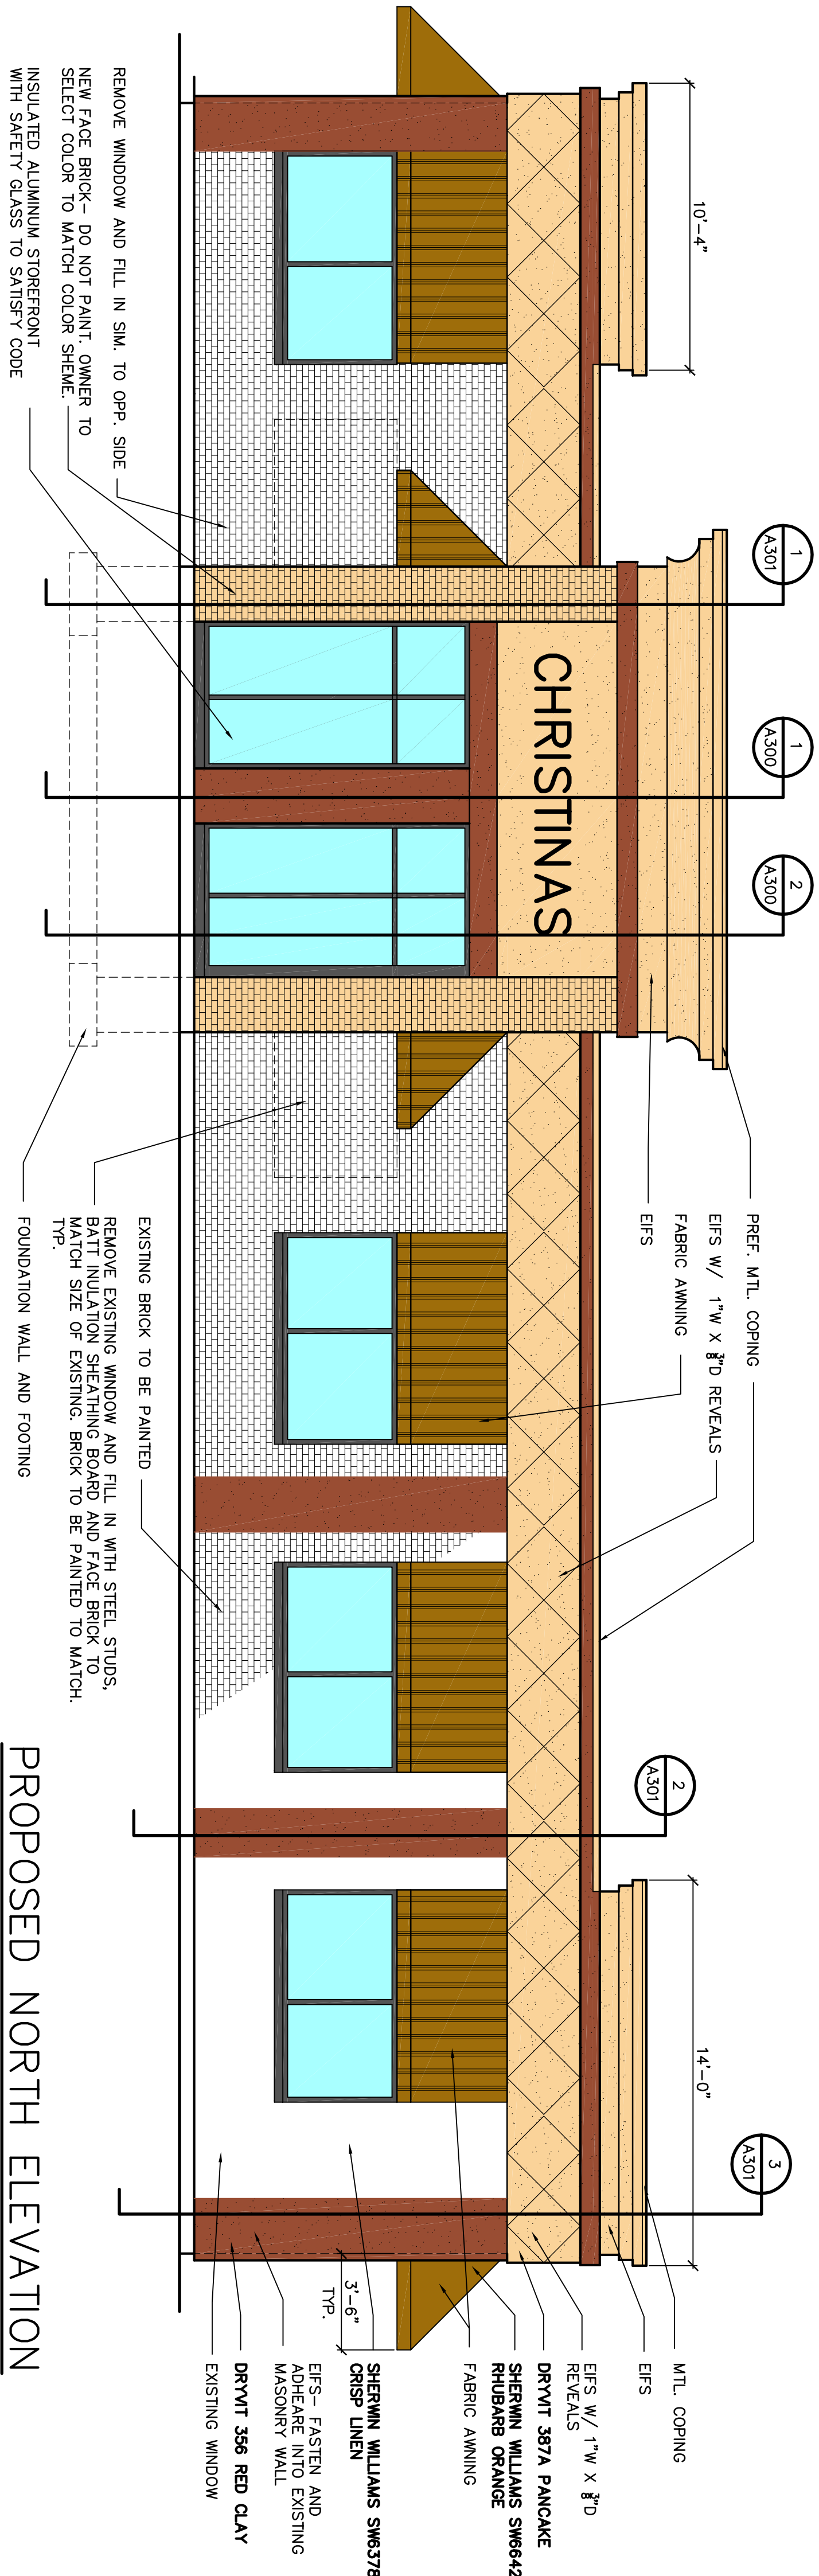 10'-4"
1
A301
1
A300
2
A300
2
A301
14'-0"
3
A301
CHRISTINAS
REMOVE WINDDOW AND FILL IN SIM. TO OPP. SIDE
NEW FACE BRICK- DO NOT PAINT. OWNER TO
SELECT COLOR TO MATCH COLOR SHEME.
INSULATED ALUMINUM STOREFRONT
WITH SAFETY GLASS TO SATISFY CODE
PREF. MTL. COPING
EIFS W/ 1"W X 3/8"D REVEALS
FABRIC AWNING
EIFS
EXISTING BRICK TO BE PAINTED
REMOVE EXISTING WINDOW AND FILL IN WITH STEEL STUDS,
BATT INULATION SHEATHING BOARD AND FACE BRICK TO
MATCH SIZE OF EXISTING. BRICK TO BE PAINTED TO MATCH.
TYP.
FOUNDATION WALL AND FOOTING
MTL. COPING
EIFS
EIFS W/ 1"W X 3/8"D
REVEALS
DRYVIT 387A PANCAKE
SHERWIN WILLIAMS SW6642
RHUBARB ORANGE
FABRIC AWNING
3'-6"
TYP.
SHERWIN WILLIAMS SW6378
CRISP LINEN
EIFS- FASTEN AND
ADHEARE INTO EXISTING
MASONRY WALL
DRYVIT 356 RED CLAY
EXISTING WINDOW
PROPOSED NORTH ELEVATION